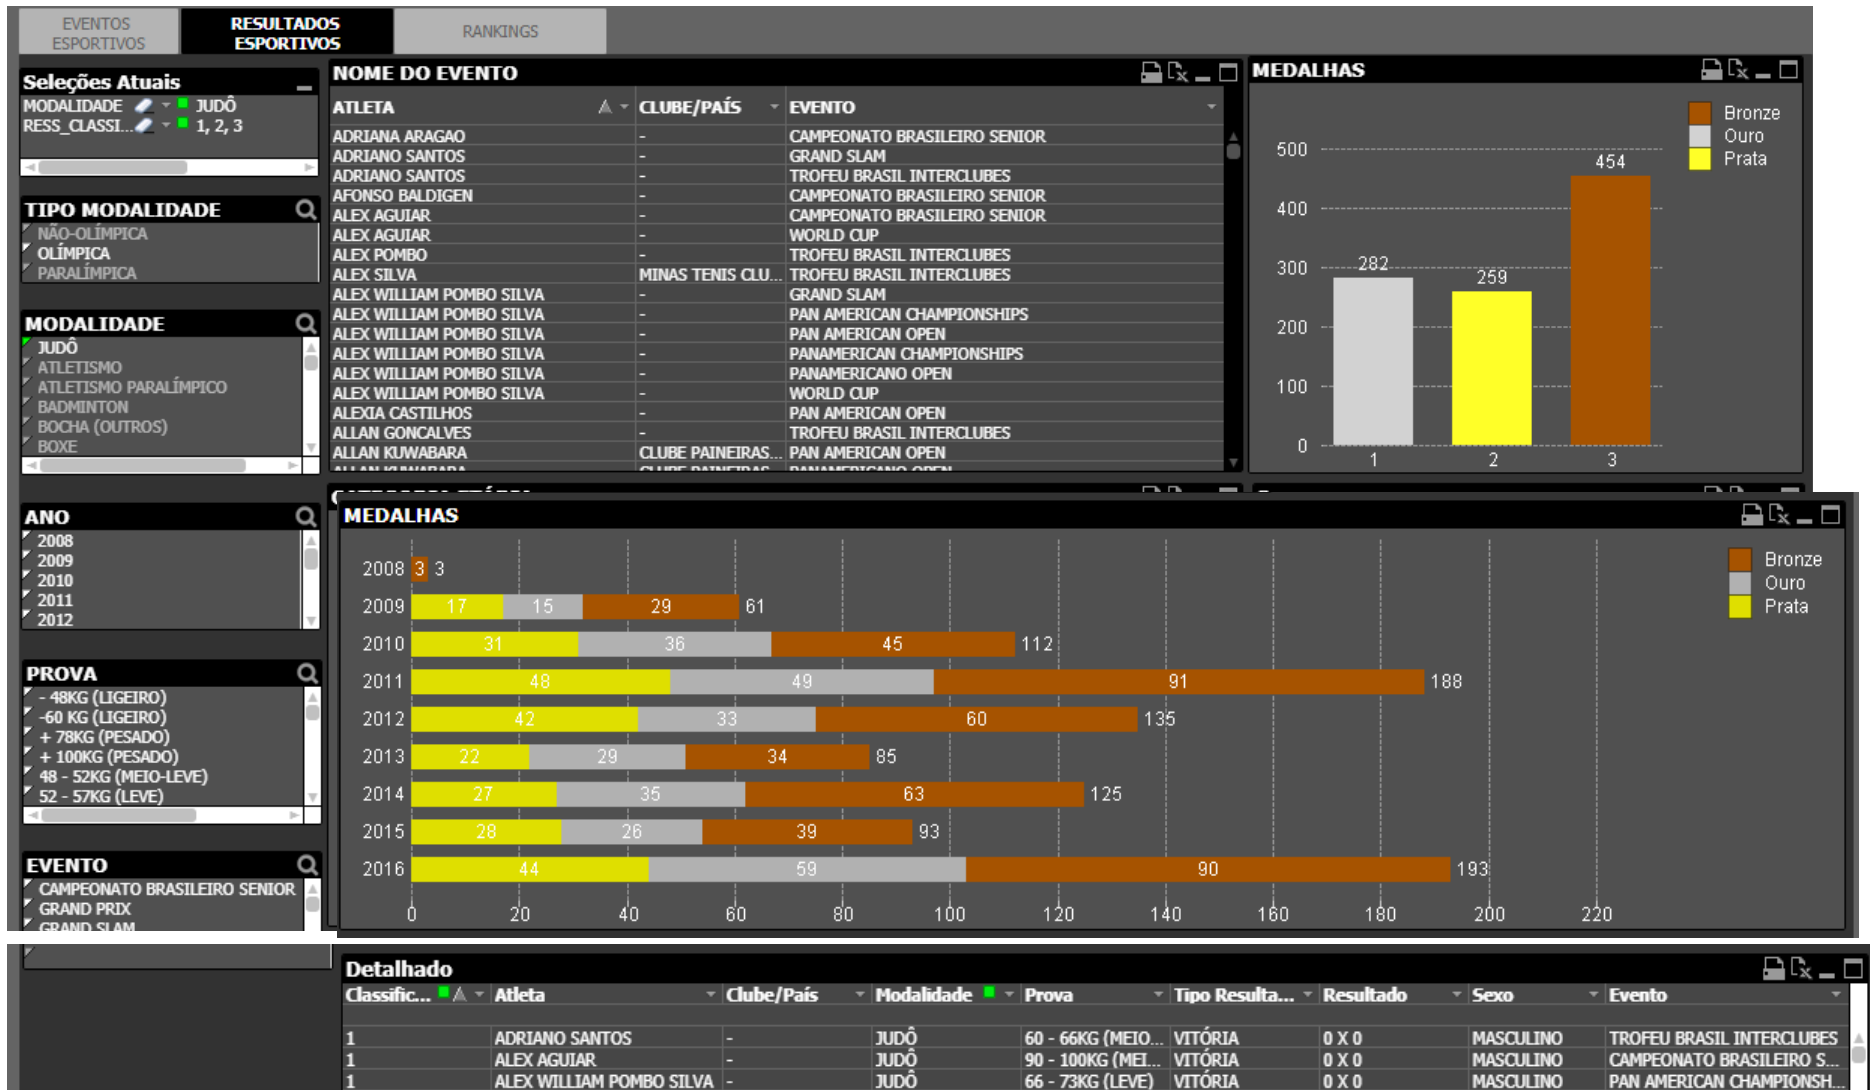 EVENTOS ESPORTIVOS
RESULTADOS ESPORTIVOS
RANKINGS
Seleções Atuais
MODALIDADE JUDÔ
RESS_CLASSI... 1, 2, 3
TIPO MODALIDADE
NÃO-OLÍMPICA
OLÍMPICA
PARALÍMPICA
MODALIDADE
JUDÔ
ATLETISMO
ATLETISMO PARALÍMPICO
BADMINTON
BOCHA (OUTROS)
BOXE
ANO
2008
2009
2010
2011
2012
PROVA
- 48KG (LIGEIRO)
-60 KG (LIGEIRO)
+ 78KG (PESADO)
+ 100KG (PESADO)
48 - 52KG (MEIO-LEVE)
52 - 57KG (LEVE)
EVENTO
CAMPEONATO BRASILEIRO SENIOR
GRAND PRIX
GRAND SLAM
NOME DO EVENTO
ATLETA CLUBE/PAÍS EVENTO
ADRIANA ARAGAO - CAMPEONATO BRASILEIRO SENIOR
ADRIANO SANTOS - GRAND SLAM
ADRIANO SANTOS - TROFEU BRASIL INTERCLUBES
AFONSO BALDIGEN - CAMPEONATO BRASILEIRO SENIOR
ALEX AGUIAR - CAMPEONATO BRASILEIRO SENIOR
ALEX AGUIAR - WORLD CUP
ALEX POMBO - TROFEU BRASIL INTERCLUBES
ALEX SILVA MINAS TENIS CLU... TROFEU BRASIL INTERCLUBES
ALEX WILLIAM POMBO SILVA - GRAND SLAM
ALEX WILLIAM POMBO SILVA - PAN AMERICAN CHAMPIONSHIPS
ALEX WILLIAM POMBO SILVA - PAN AMERICAN OPEN
ALEX WILLIAM POMBO SILVA - PANAMERICAN CHAMPIONSHIPS
ALEX WILLIAM POMBO SILVA - PANAMERICANO OPEN
ALEX WILLIAM POMBO SILVA - WORLD CUP
ALEXIA CASTILHOS - PAN AMERICAN OPEN
ALLAN GONCALVES - TROFEU BRASIL INTERCLUBES
ALLAN KUWABARA CLUBE PAINEIRAS... PAN AMERICAN OPEN
ALLAN KUWABARA CLUBE PAINEIRAS... PANAMERICANO OPEN
MEDALHAS
Bronze
Ouro
Prata
500
400
300
200
100
0
282
259
454
1 2 3
MEDALHAS
Bronze
Ouro
Prata
2008 3 3
2009 17 15 29 61
2010 31 36 45 112
2011 48 49 91 188
2012 42 33 60 135
2013 22 29 34 85
2014 27 35 63 125
2015 28 26 39 93
2016 44 59 90 193
0 20 40 60 80 100 120 140 160 180 200 220
Detalhado
Classific... Atleta Clube/País Modalidade Prova Tipo Resulta... Resultado Sexo Evento
1 ADRIANO SANTOS - JUDÔ 60 - 66KG (MEIO... VITÓRIA 0 X 0 MASCULINO TROFEU BRASIL INTERCLUBES
1 ALEX AGUIAR - JUDÔ 90 - 100KG (MEI... VITÓRIA 0 X 0 MASCULINO CAMPEONATO BRASILEIRO S...
1 ALEX WILLIAM POMBO SILVA - JUDÔ 66 - 73KG (LEVE) VITÓRIA 0 X 0 MASCULINO PAN AMERICAN CHAMPIONSH...